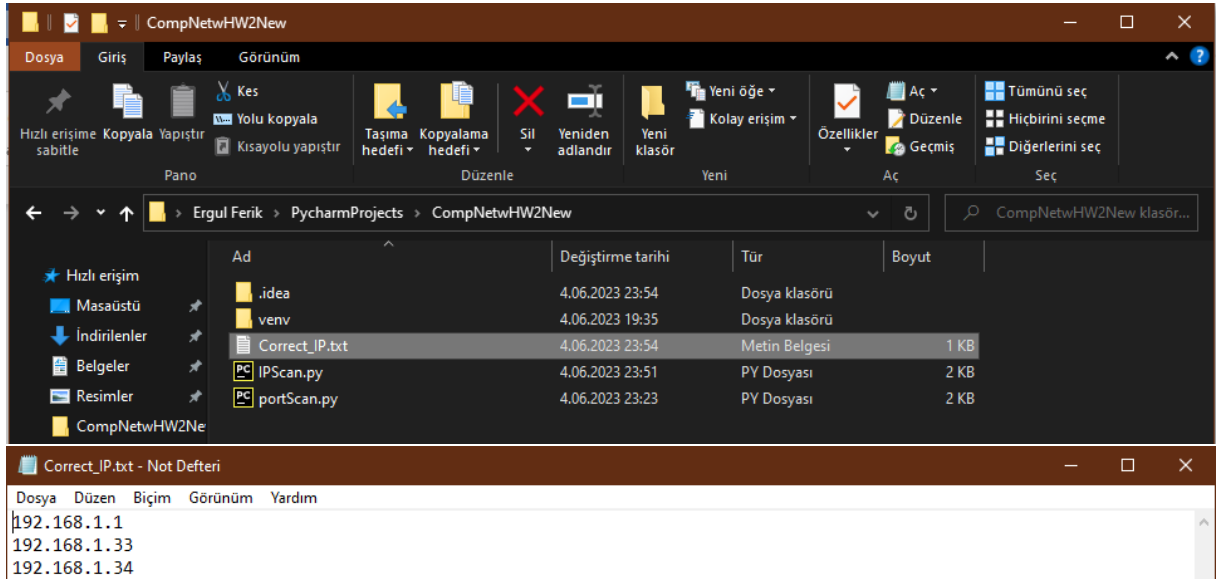 CompNetwHW2New
Dosya Giriş Paylaş Görünüm
Hızlı erişime sabitle
Kopyala
Yapıştır
Kes
Yolu kopyala
Kısayolu yapıştır
Taşıma hedefi
Kopyalama hedefi
Sil
Yeniden adlandır
Yeni klasör
Yeni öğe
Kolay erişim
Özellikler
Aç
Düzenle
Geçmiş
Tümünü seç
Hiçbirini seçme
Diğerlerini seç
Pano Düzenle Yeni Aç Seç
Ergul Ferik > PycharmProjects > CompNetwHW2New
CompNetwHW2New klasör...
Hızlı erişim
Masaüstü
İndirilenler
Belgeler
Resimler
CompNetwHW2Ne
Ad Değiştirme tarihi Tür Boyut
.idea 4.06.2023 23:54 Dosya klasörü
venv 4.06.2023 19:35 Dosya klasörü
Correct_IP.txt 4.06.2023 23:54 Metin Belgesi 1 KB
IPScan.py 4.06.2023 23:51 PY Dosyası 2 KB
portScan.py 4.06.2023 23:23 PY Dosyası 2 KB
Correct_IP.txt - Not Defteri
Dosya Düzen Biçim Görünüm Yardım
192.168.1.1
192.168.1.33
192.168.1.34